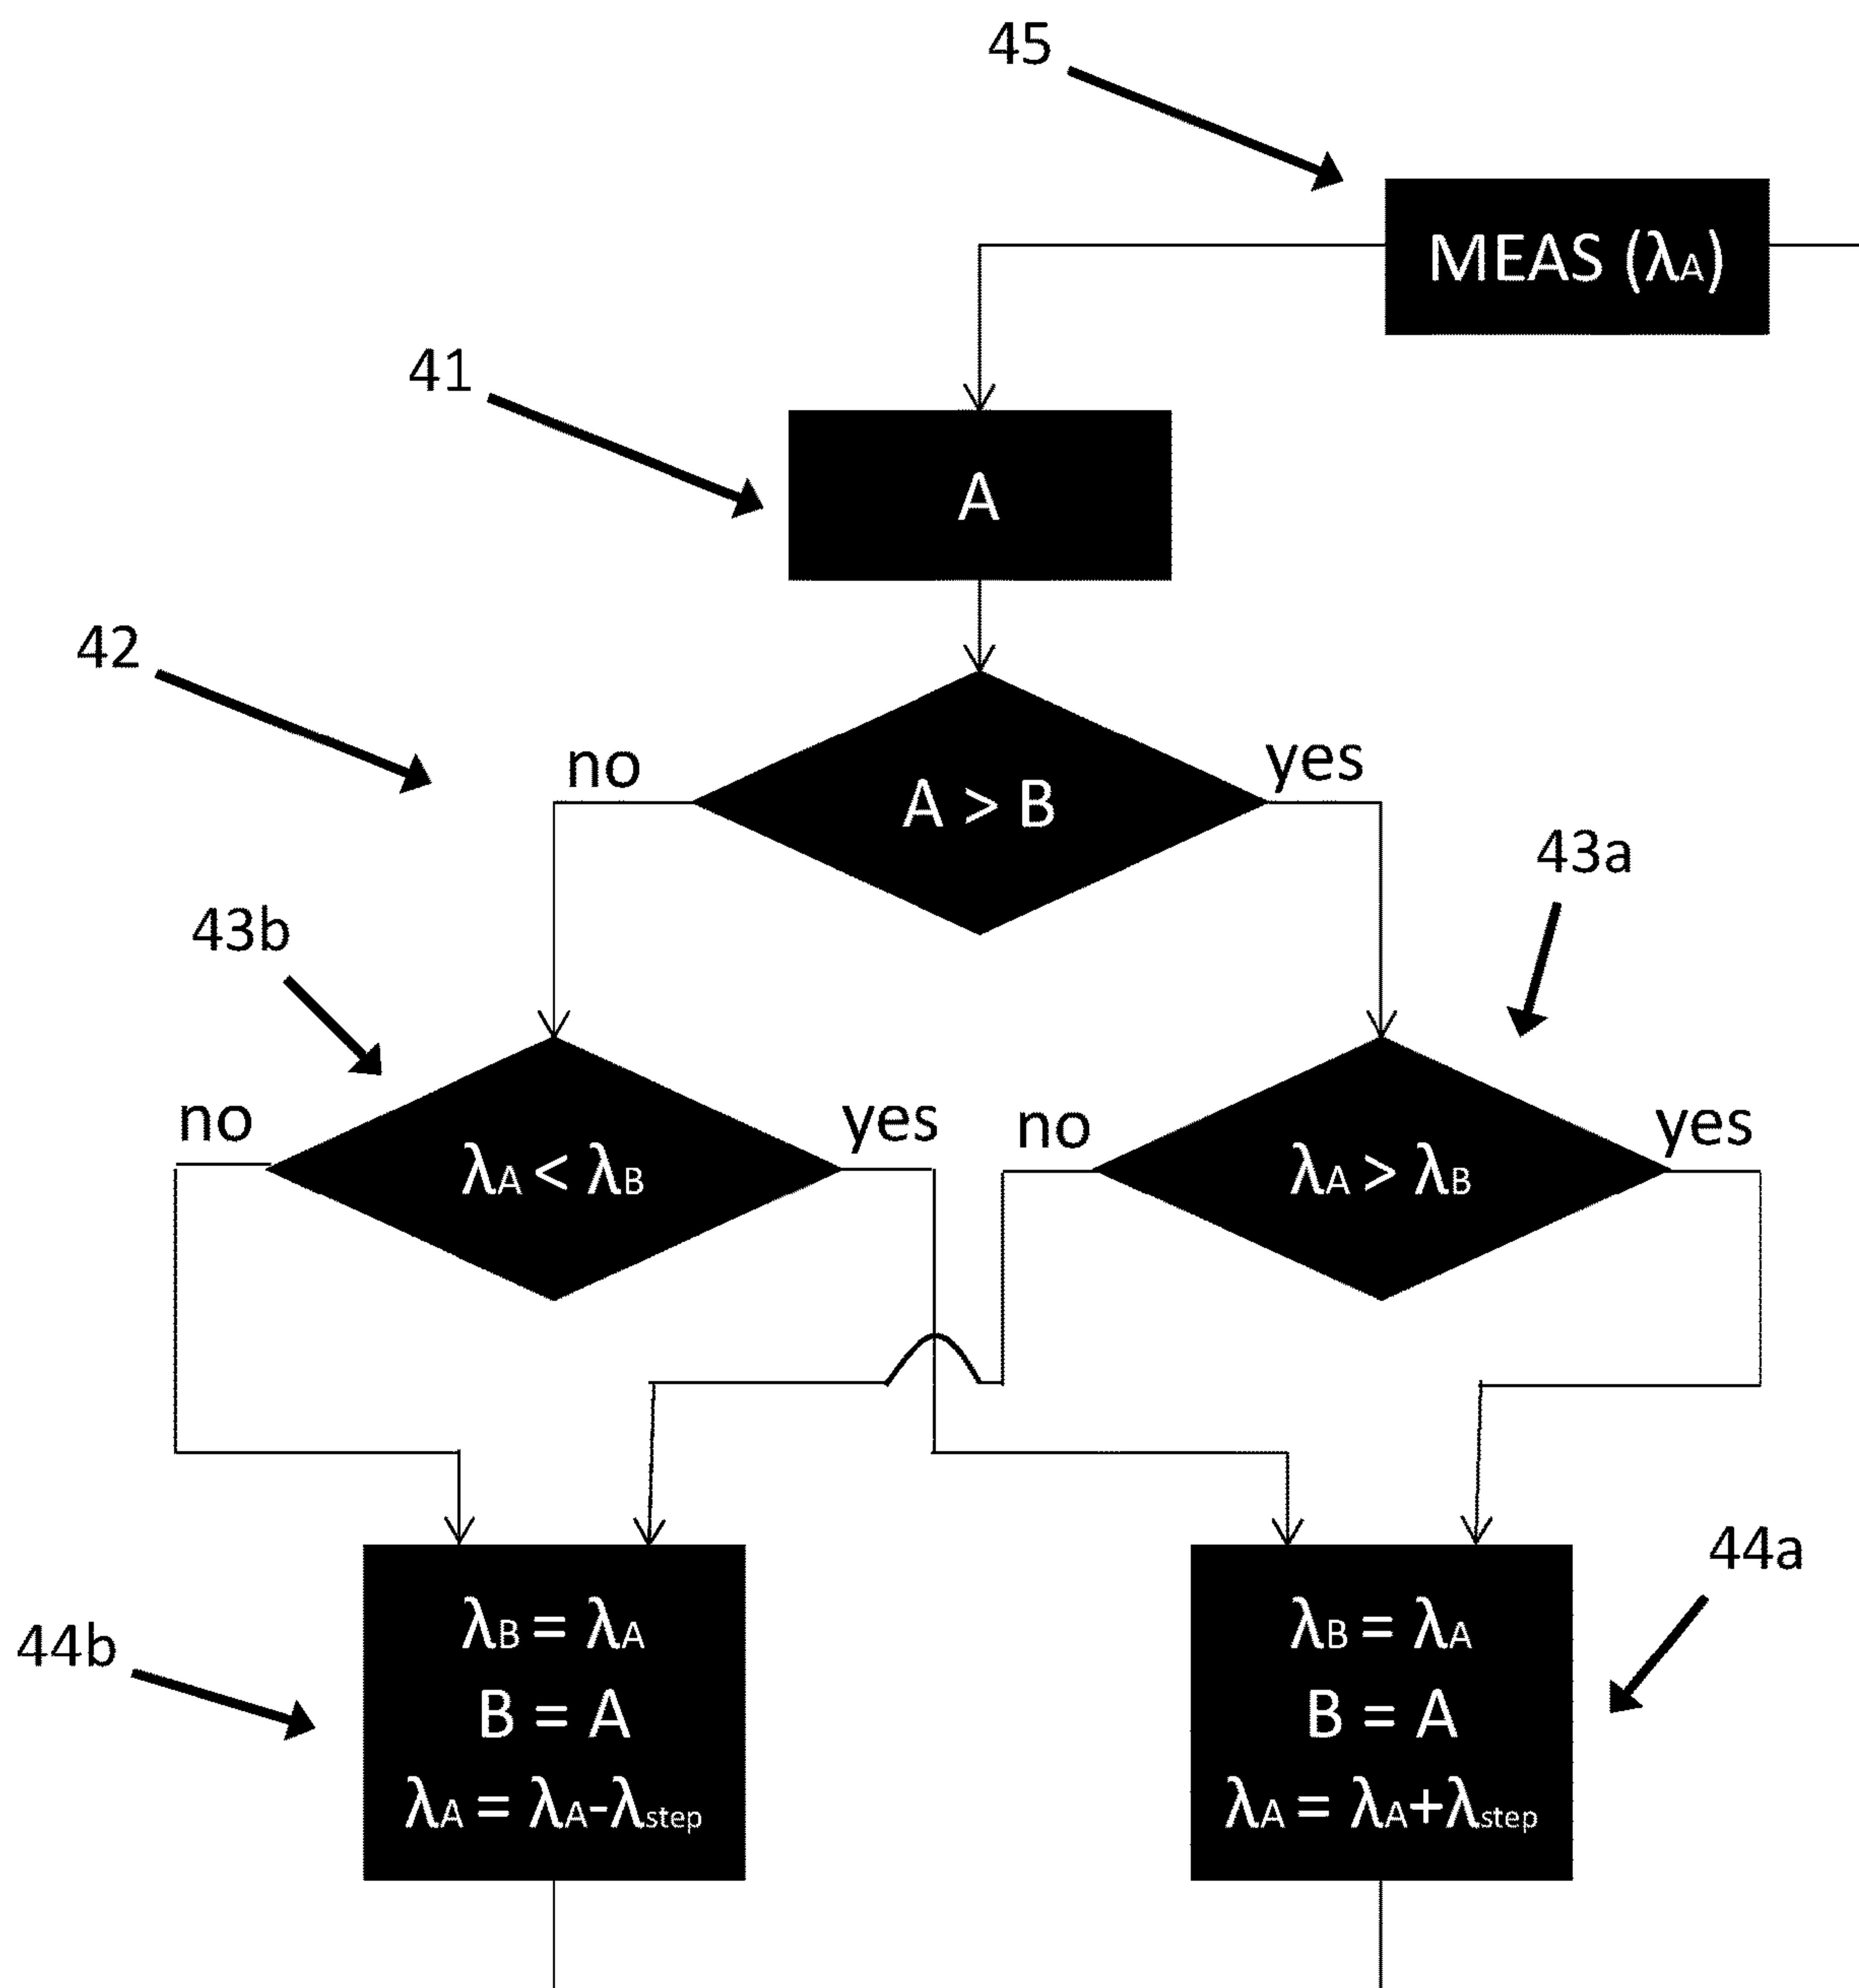 45
MEAS (λA)
41
A
42
no
yes
A > B
43a
43b
no
yes
no
yes
λA < λB
λA > λB
λB = λA
B = A
λA = λA-λstep
λB = λA
B = A
λA = λA+λstep
44a
44b